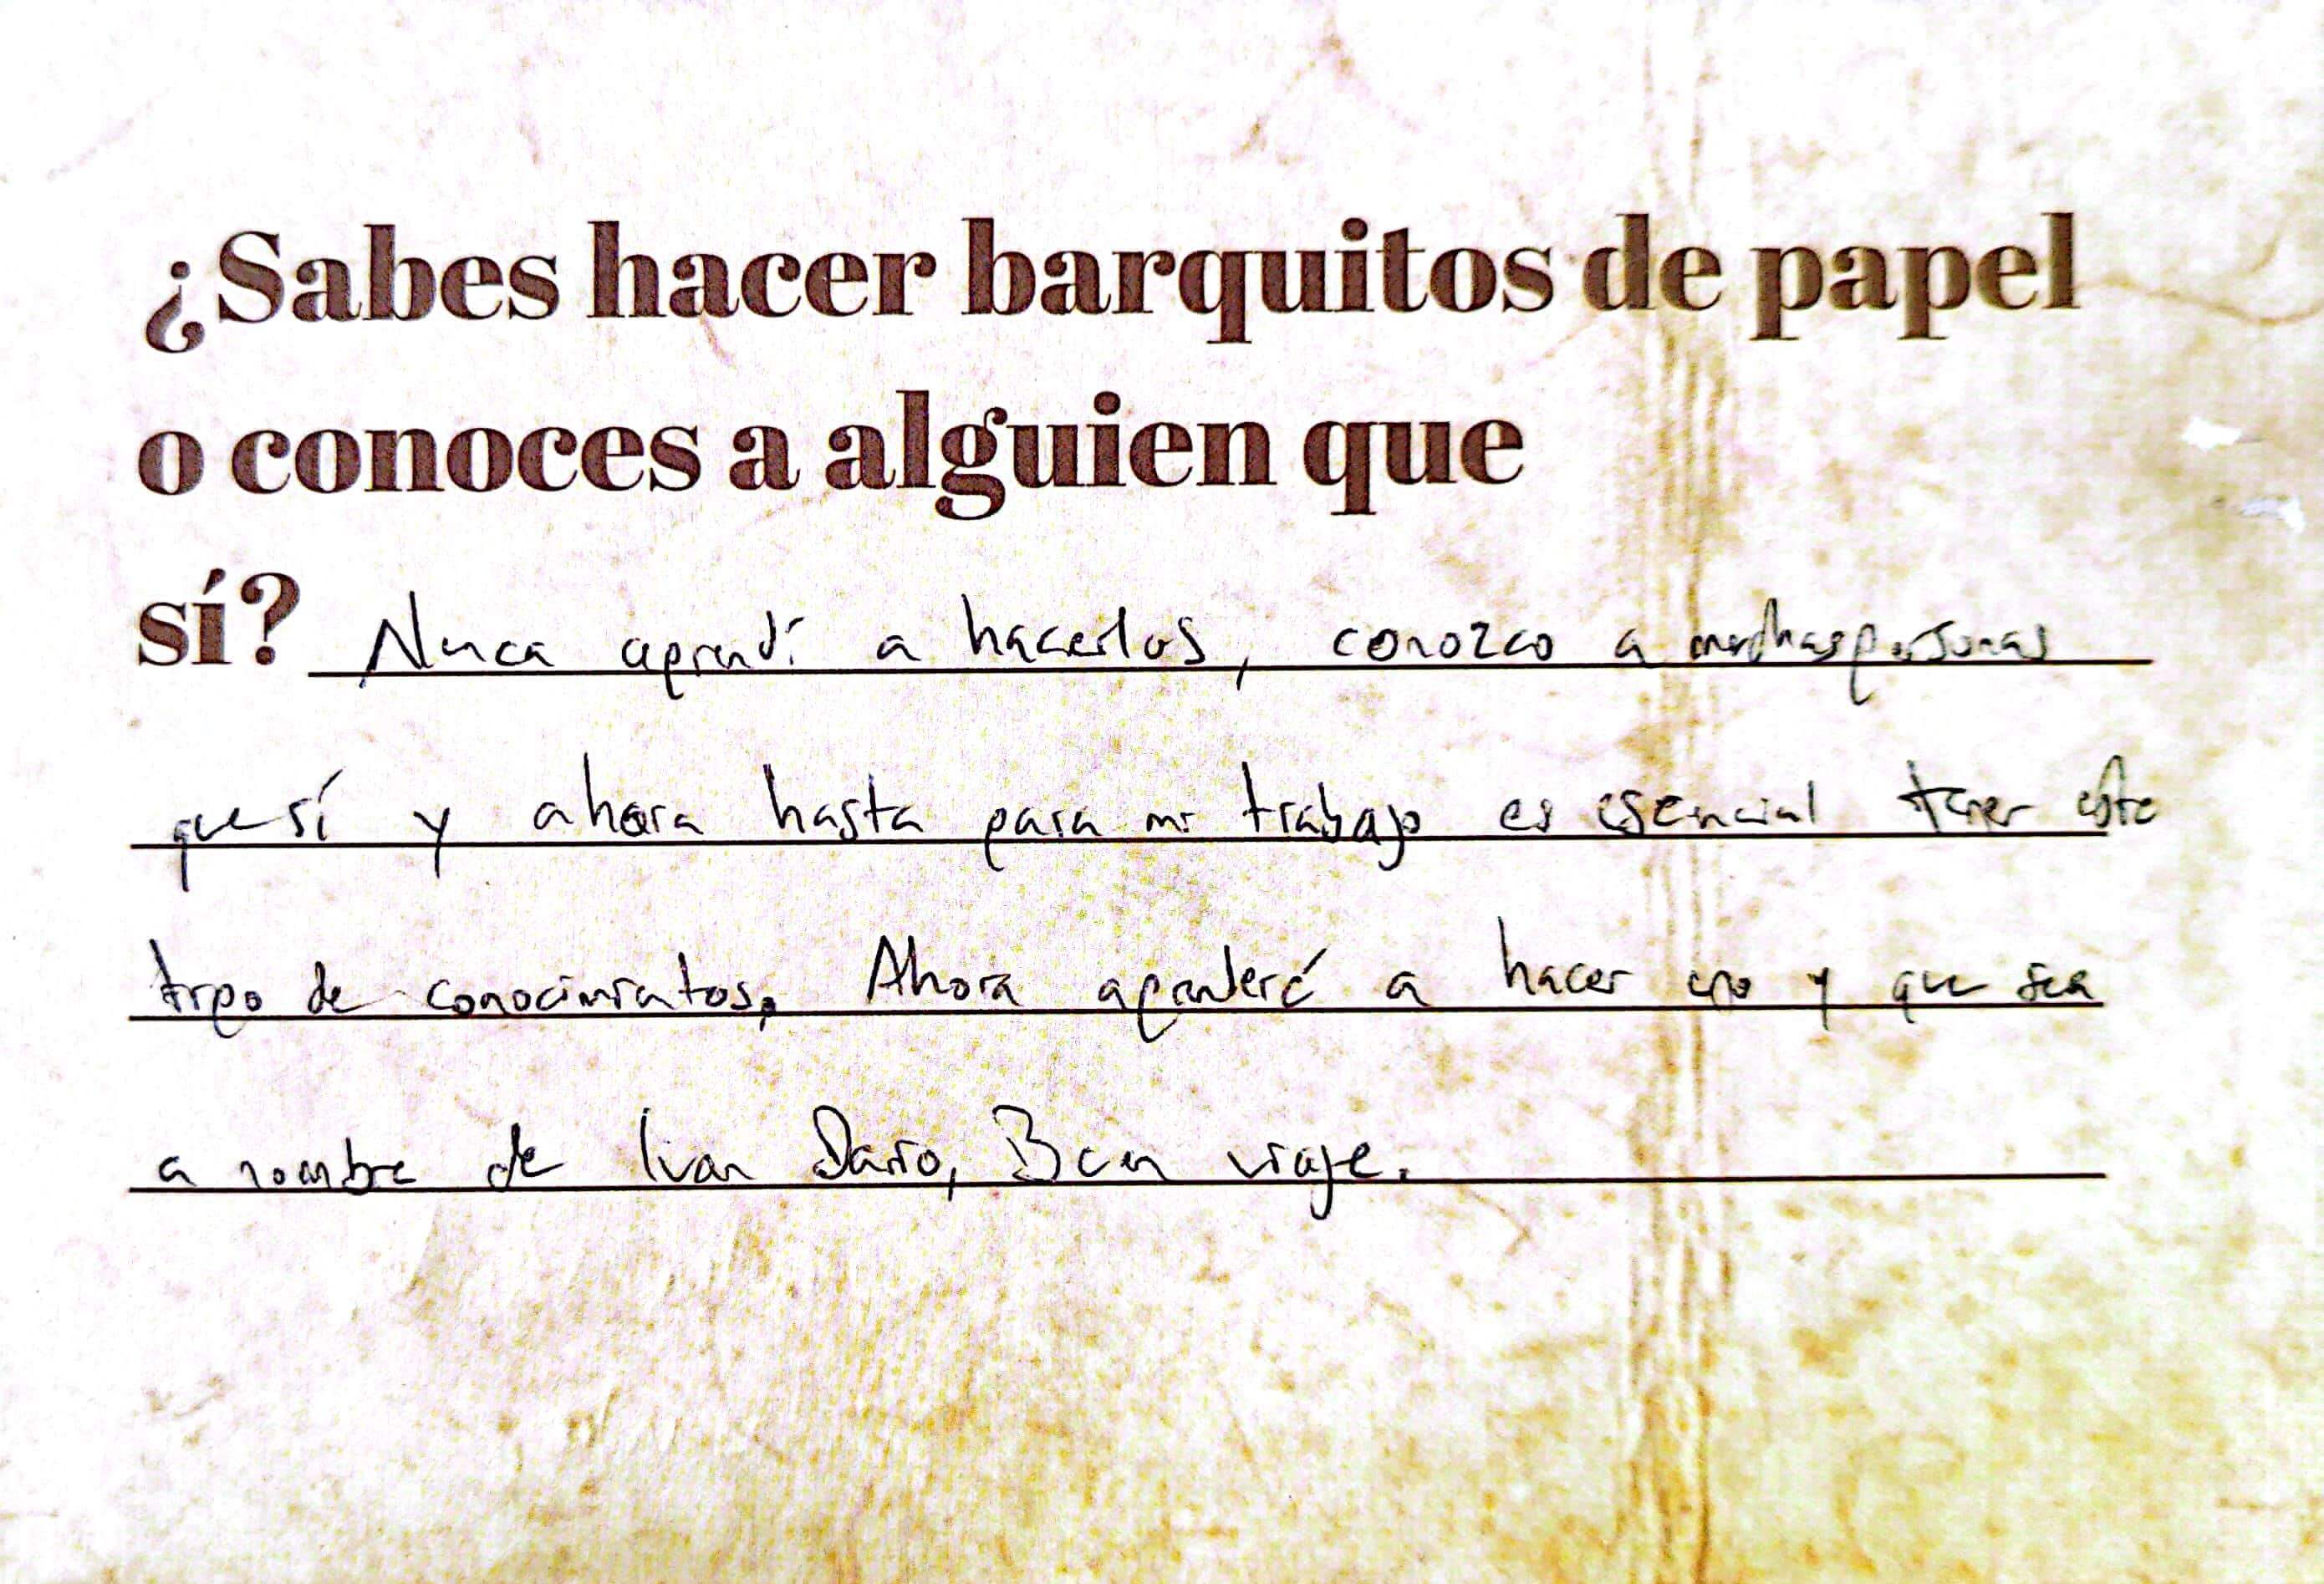 ¿Sabes hacer barquitos de papel
o conoces a alguien que
sí? Nunca aprendí a hacerlos, conozco a muchas personas
que sí y ahora hasta para mi trabajo es esencial tener este
tipo de conocimientos. Ahora aprenderé a hacer uno y que sea
a nombre de Ivan Dario, Buen viaje.